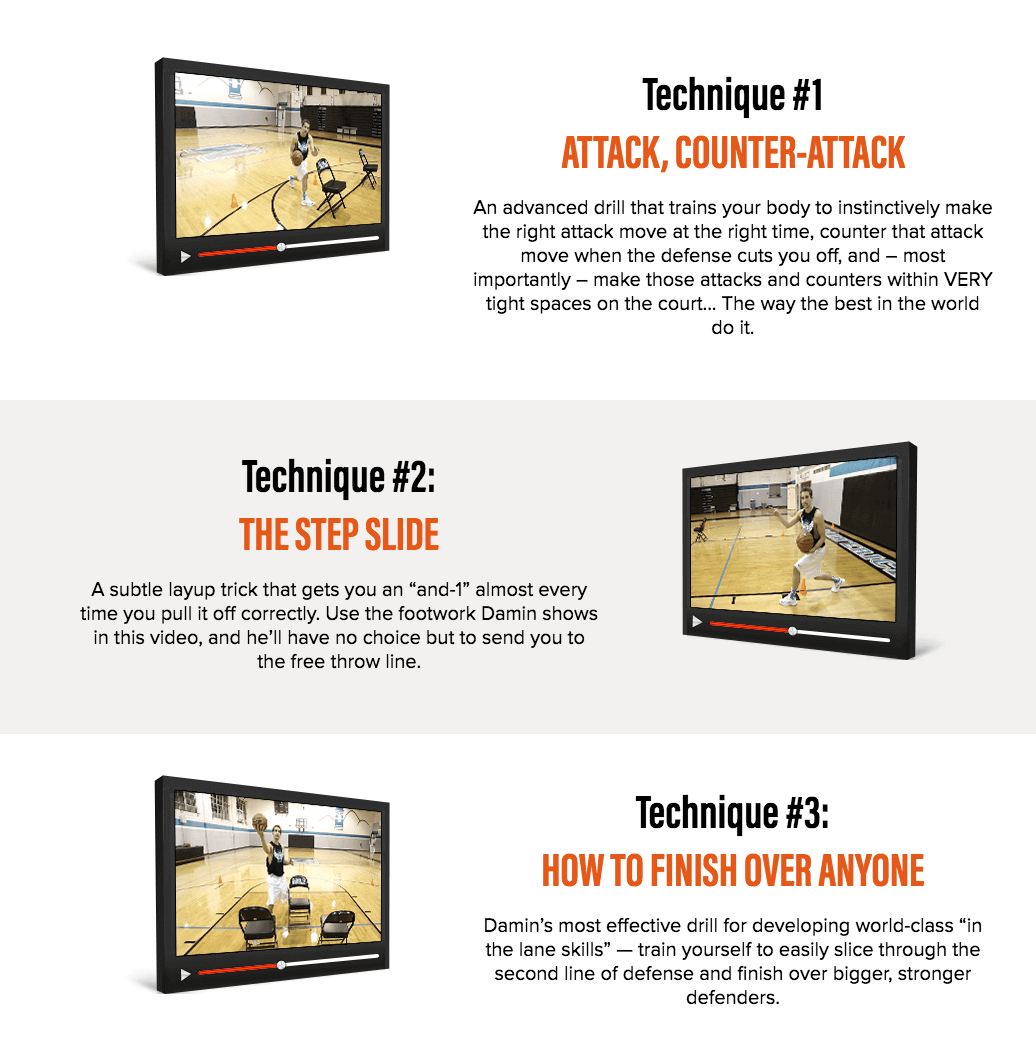 Technique #1
ATTACK, COUNTER-ATTACK
An advanced drill that trains your body to instinctively make
the right attack move at the right time, counter that attack
move when the defense cuts you off, and – most
importantly – make those attacks and counters within VERY
tight spaces on the court... The way the best in the world
do it.
Technique #2:
THE STEP SLIDE
A subtle layup trick that gets you an “and-1” almost every
time you pull it off correctly. Use the footwork Damin shows
in this video, and he’ll have no choice but to send you to
the free throw line.
Technique #3:
HOW TO FINISH OVER ANYONE
Damin’s most effective drill for developing world-class “in
the lane skills” — train yourself to easily slice through the
second line of defense and finish over bigger, stronger
defenders.